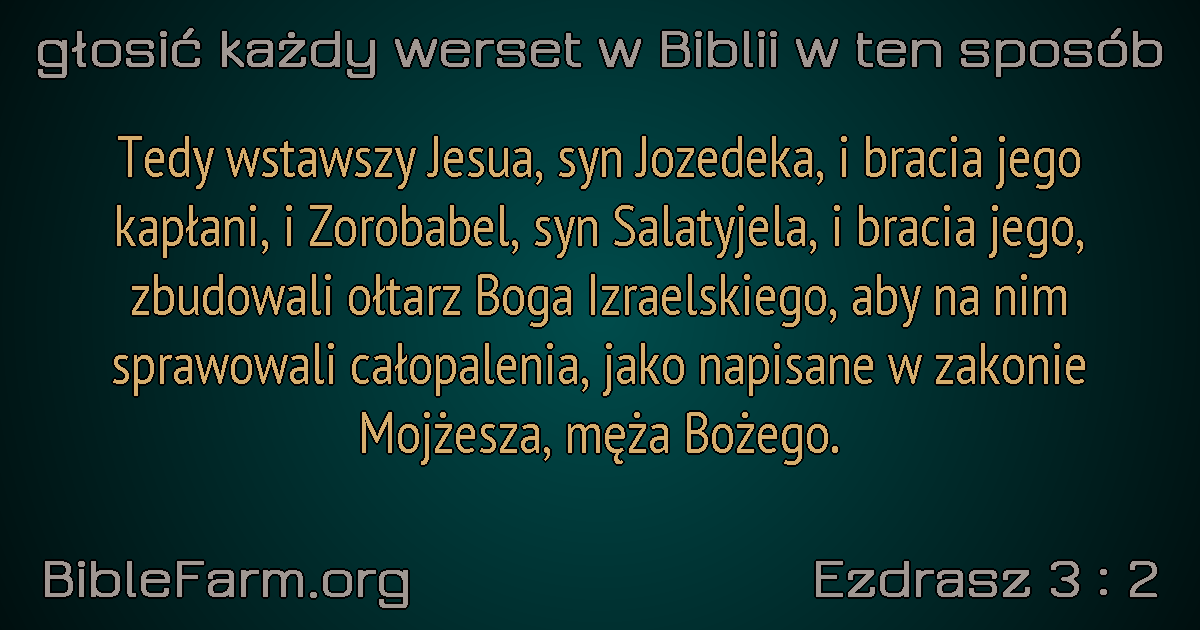 głosić każdy werset w Biblii w ten sposób
Tedy wstawszy Jesua, syn Jozedeka, i bracia jego
kapłani, i Zorobabel, syn Salatyjela, i bracia jego,
zbudowali ołtarz Boga Izraelskiego, aby na nim
sprawowali całopalenia, jako napisane w zakonie
Mojżesza, męża Bożego.
BibleFarm.org
Ezdrasz 3 : 2